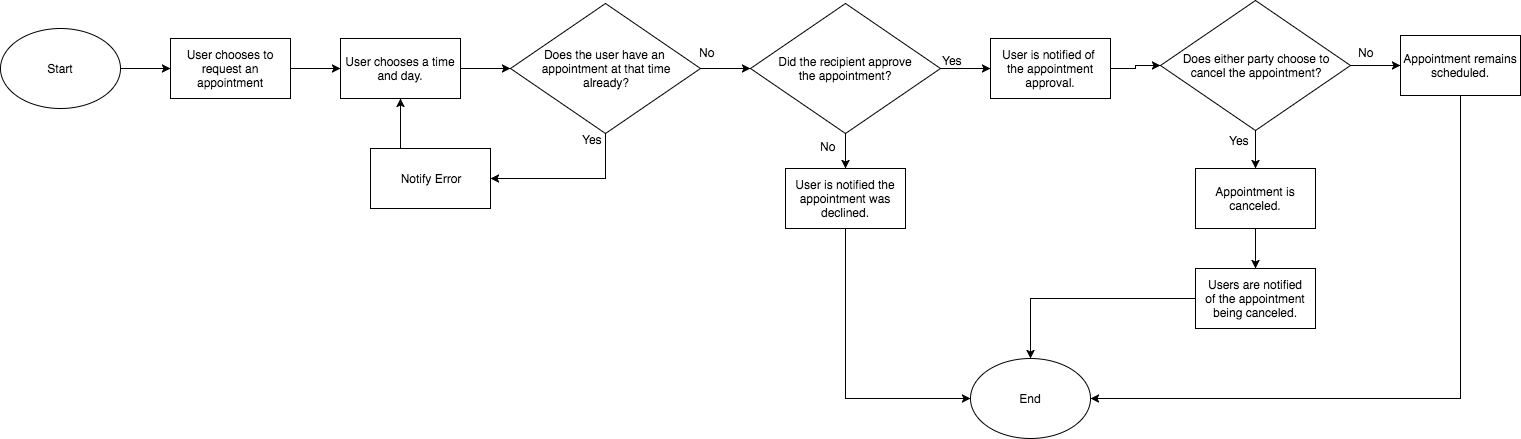 Start
User chooses to
request an
appointment
User chooses a time
and day.
Does the user have an
appointment at that time
already?
No
Yes
Notify Error
Did the recipient approve
the appointment?
Yes
No
User is notified the
appointment was
declined.
User is notified of
the appointment
approval.
Does either party choose to
cancel the appointment?
No
Yes
Appointment remains
scheduled.
Appointment is
canceled.
Users are notified
of the appointment
being canceled.
End